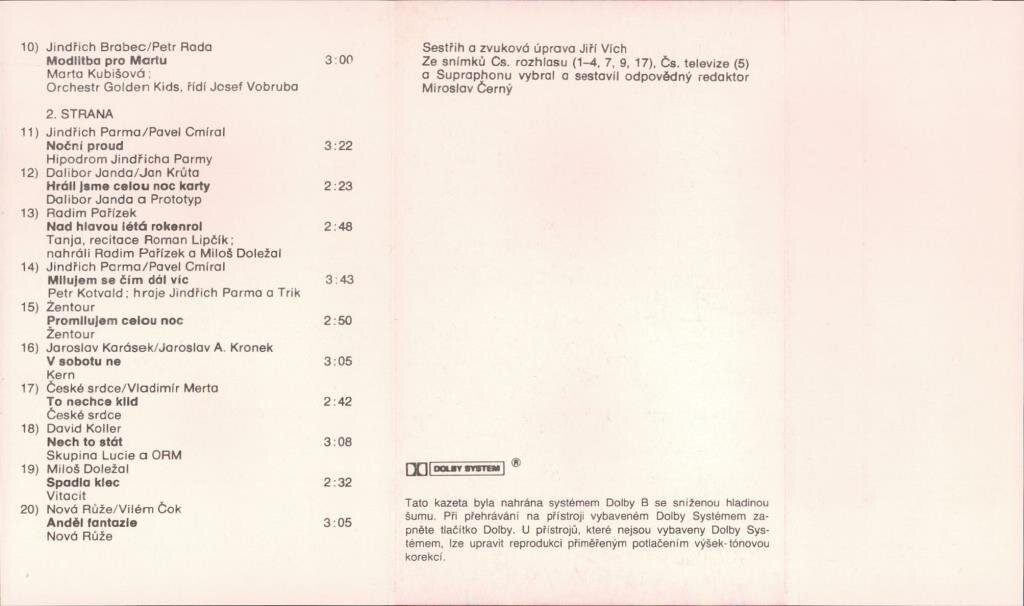 10) Jindřich Brabec/Petr Rada
Modlitba pro Martu 3:00
Marta Kubišová;
Orchestr Golden Kids, řídí Josef Vobruba
2. STRANA
11) Jindřich Parma/Pavel Cmíral
Noční proud 3:22
Hipodrom Jindřicha Parmy
12) Dalibor Janda/Jan Krůta
Hráli jsme celou noc karty 2:23
Dalibor Janda a Prototyp
13) Radim Pařízek
Nad hlavou létá rokenrol 2:48
Tanja, recitace Roman Lipčík;
nahráli Radim Pařízek a Miloš Doležal
14) Jindřich Parma/Pavel Cmíral
Milujem se čím dál víc 3:43
Petr Kotvald; hraje Jindřich Parma a Trik
15) Žentour
Promilujem celou noc 2:50
Žentour
16) Jaroslav Karásek/Jaroslav A. Kronek
V sobotu ne 3:05
Kern
17) České srdce/Vladimír Merta
To nechce klid 2:42
České srdce
18) David Koller
Nech to stát 3:08
Skupina Lucie a ORM
19) Miloš Doležal
Spadla klec 2:32
Vitacit
20) Nová Růže/Vilém Čok
Anděl fantazie 3:05
Nová Růže
Sestřih a zvuková úprava Jiří Vích
Ze snímků Čs. rozhlasu (1–4, 7, 9, 17), Čs. televize (5)
a Supraphonu vybral a sestavil odpovědný redaktor
Miroslav Černý
DOLBY SYSTEM ®
Tato kazeta byla nahrána systémem Dolby B se sníženou hladinou
šumu. Při přehrávání na přístroji vybaveném Dolby Systémem za-
pněte tlačítko Dolby. U přístrojů, které nejsou vybaveny Dolby Sys-
témem, lze upravit reprodukci přiměřeným potlačením výšek-tónovou
korekcí.